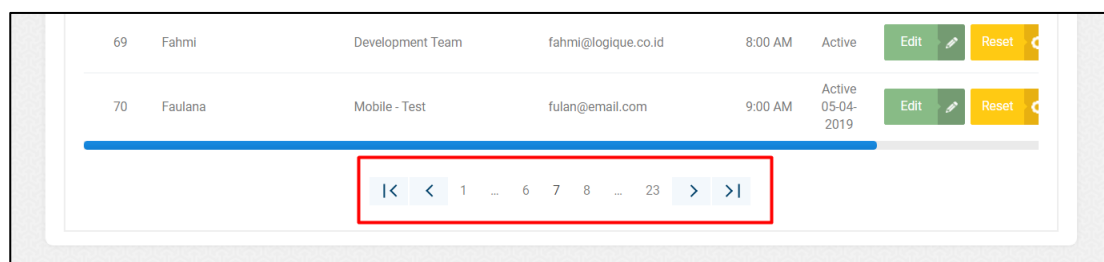 69 Fahmi Development Team fahmi@logique.co.id 8:00 AM Active Edit Reset
70 Faulana Mobile - Test fulan@email.com 9:00 AM Active 05-04-2019 Edit Reset
1 ... 6 7 8 ... 23